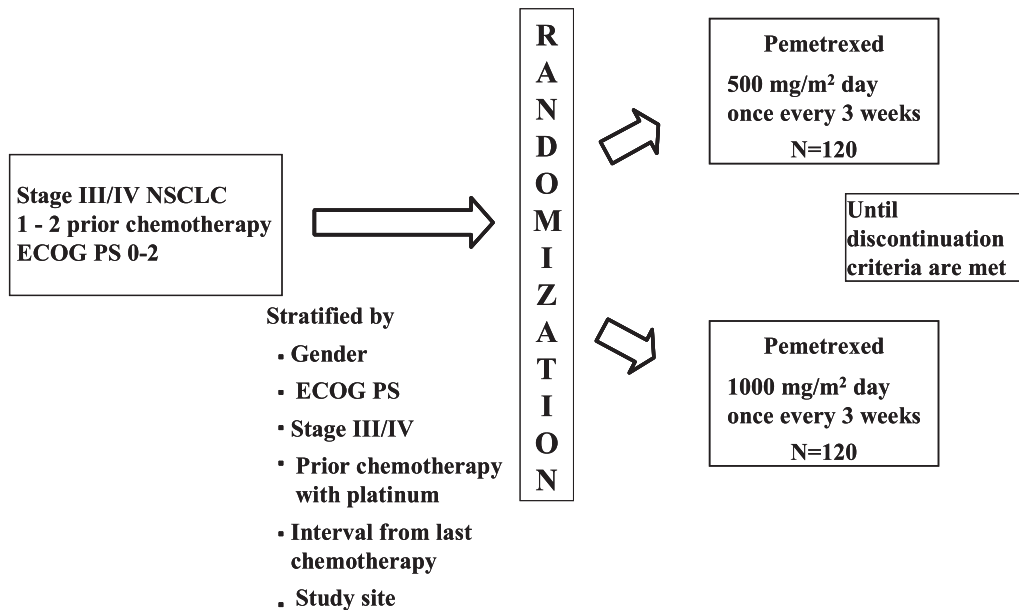 Stage III/IV NSCLC
1 - 2 prior chemotherapy
ECOG PS 0-2
Stratified by
Gender
ECOG PS
Stage III/IV
Prior chemotherapy
with platinum
Interval from last
chemotherapy
Study site
RANDOMIZATION
Pemetrexed
500 mg/m² day
once every 3 weeks
N=120
Until
discontinuation
criteria are met
Pemetrexed
1000 mg/m² day
once every 3 weeks
N=120